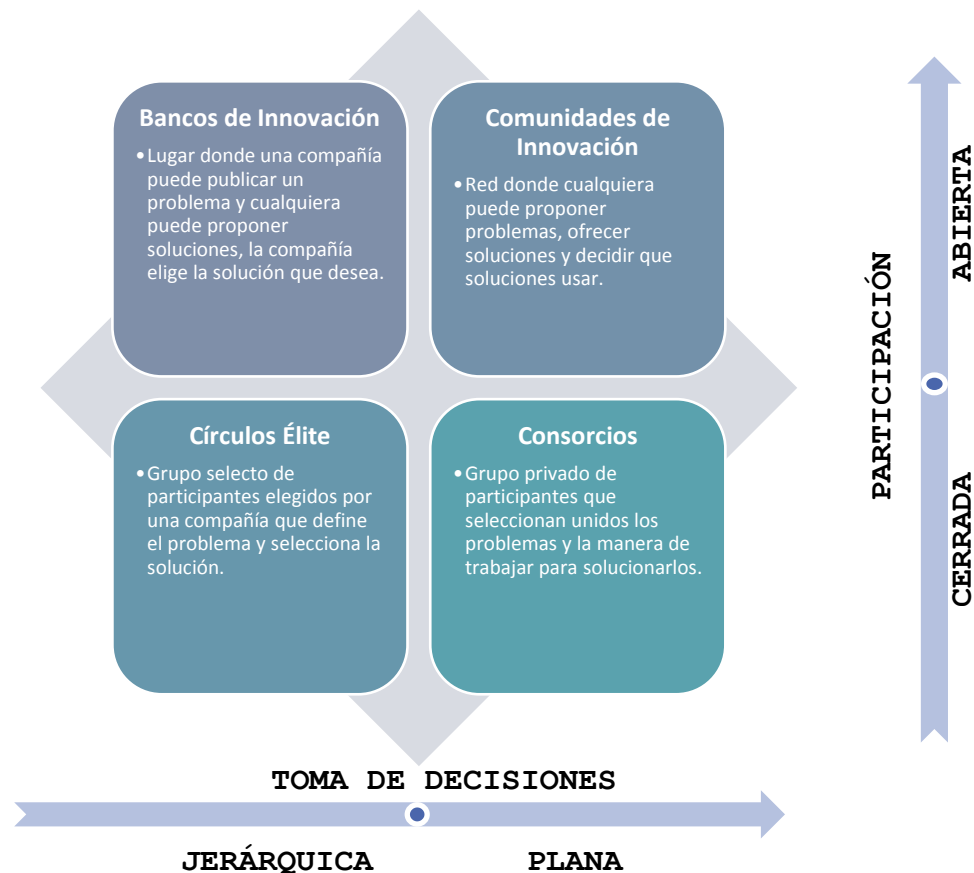 Bancos de Innovación
•Lugar donde una compañía
puede publicar un
problema y cualquiera
puede proponer
soluciones, la compañía
elige la solución que desea.
Comunidades de
Innovación
•Red donde cualquiera
puede proponer
problemas, ofrecer
soluciones y decidir que
soluciones usar.
Círculos Élite
•Grupo selecto de
participantes elegidos por
una compañía que define
el problema y selecciona la
solución.
Consorcios
•Grupo privado de
participantes que
seleccionan unidos los
problemas y la manera de
trabajar para solucionarlos.
PARTICIPACIÓN
ABIERTA
CERRADA
TOMA DE DECISIONES
JERÁRQUICA
PLANA